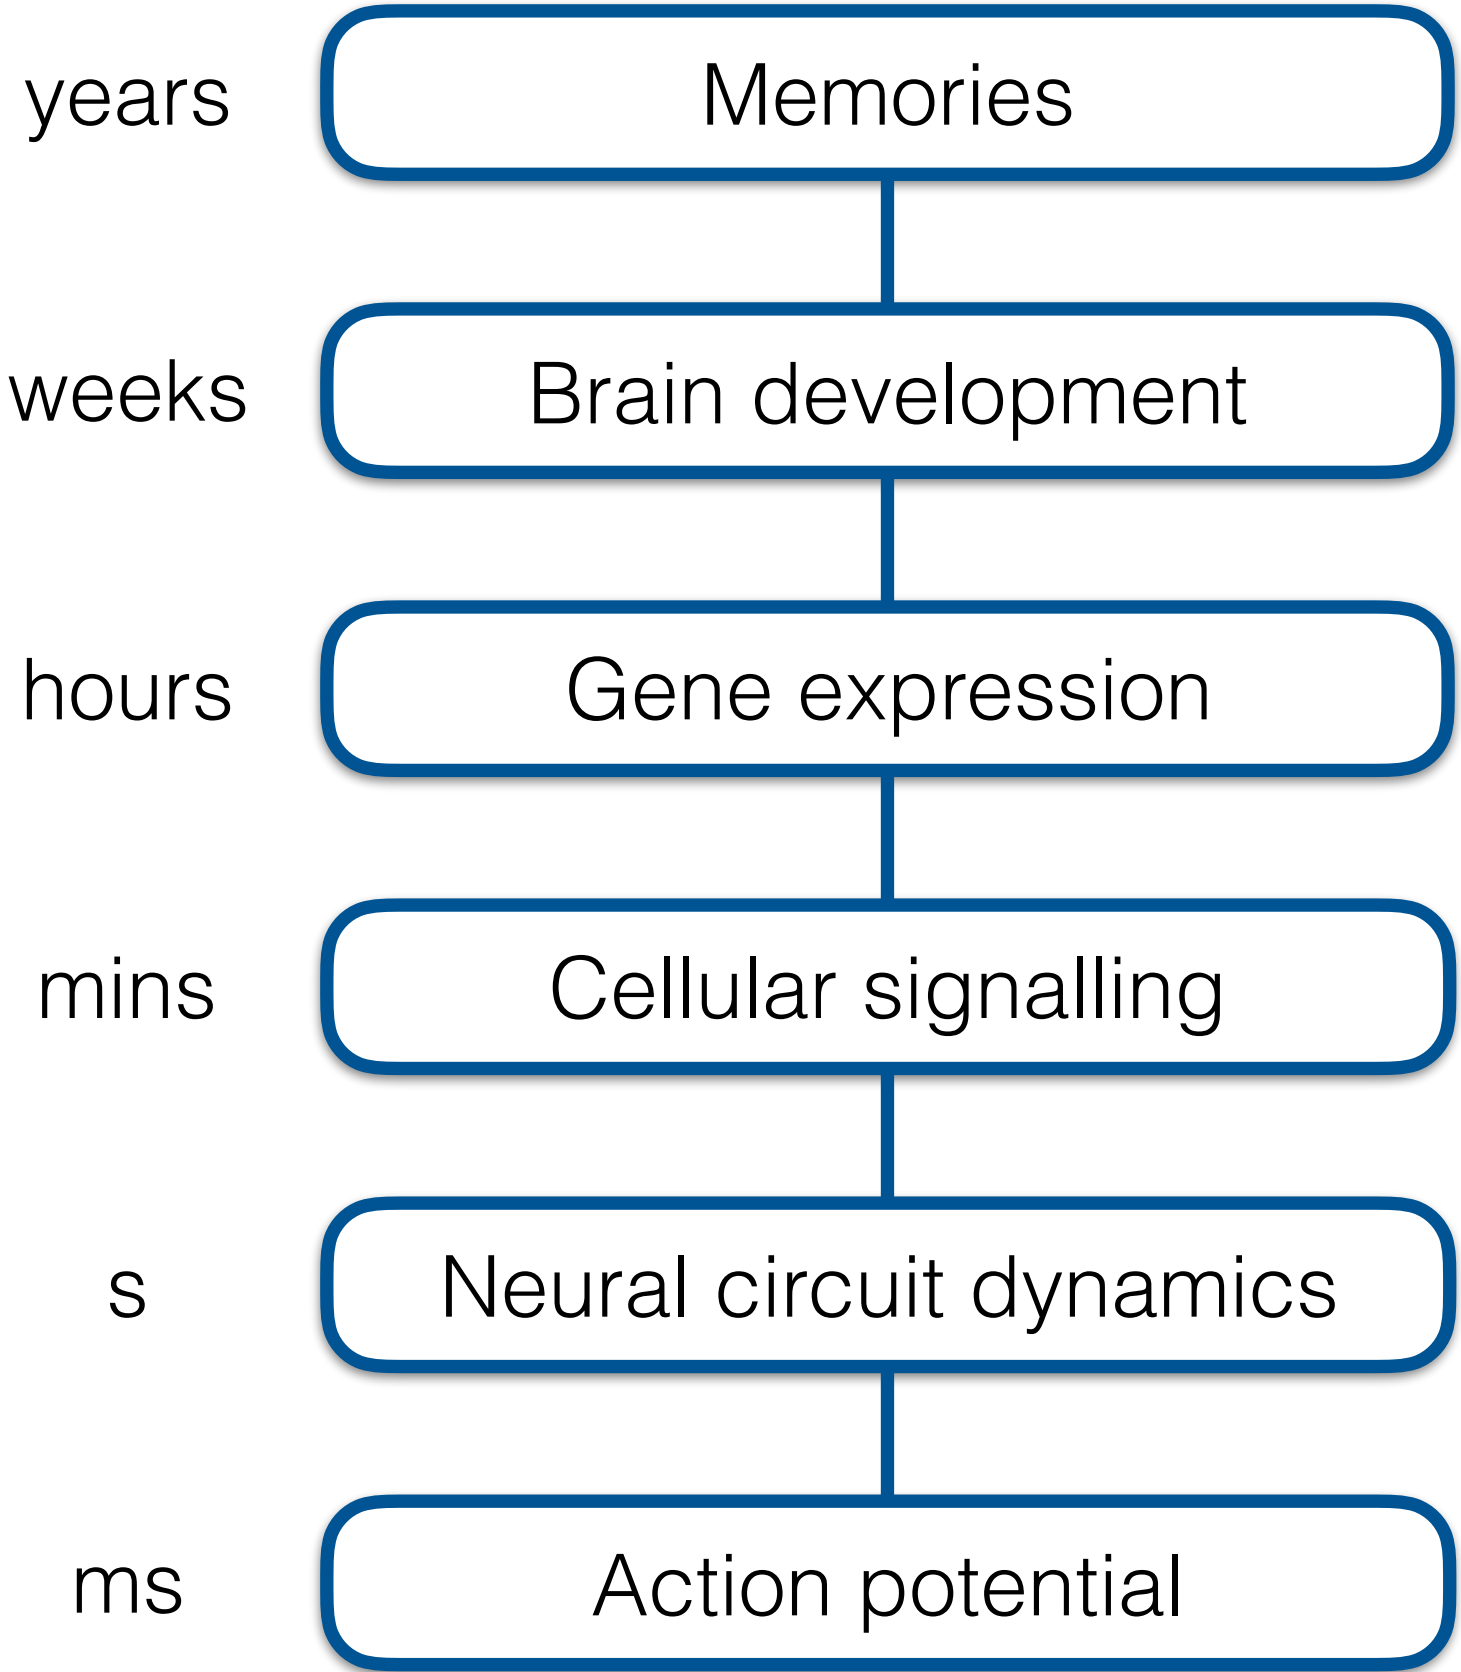 years Memories
weeks Brain development
hours Gene expression
mins Cellular signalling
s Neural circuit dynamics
ms Action potential